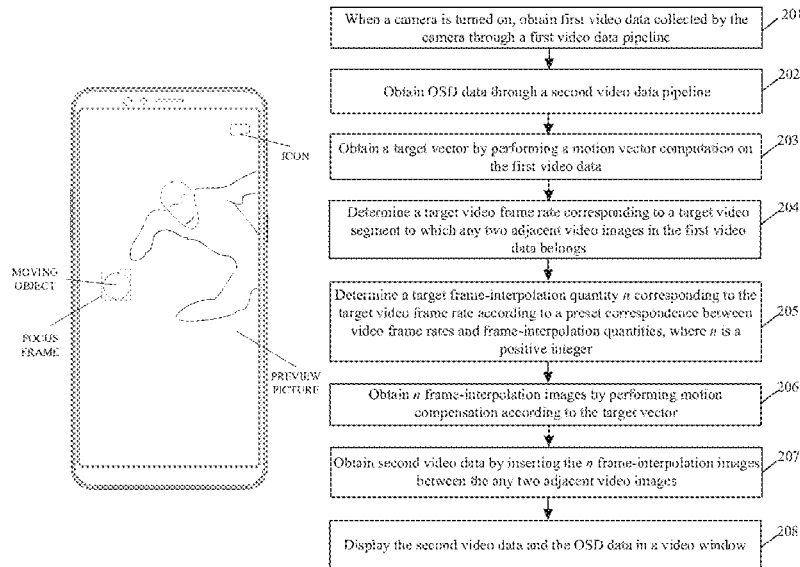 When a camera is turned on, obtain first video data collected by the
camera through a first video data pipeline
201
Obtain OSD data through a second video data pipeline
202
Obtain a target vector by performing a motion vector computation on
the first video data
203
Determine a target video frame rate corresponding to a target video
segment to which any two adjacent video images in the first video
data belongs
204
Determine a target frame-interpolation quantity n corresponding to the
target video frame rate according to a preset correspondence between
video frame rates and frame-interpolation quantities, where n is a
positive integer
205
Obtain n frame-interpolation images by performing motion
compensation according to the target vector
206
Obtain second video data by inserting the n frame-interpolation images
between the any two adjacent video images
207
Display the second video data and the OSD data in a video window
208
ICON
MOVING
OBJECT
FOCUS
FRAME
PREVIEW
PICTURE